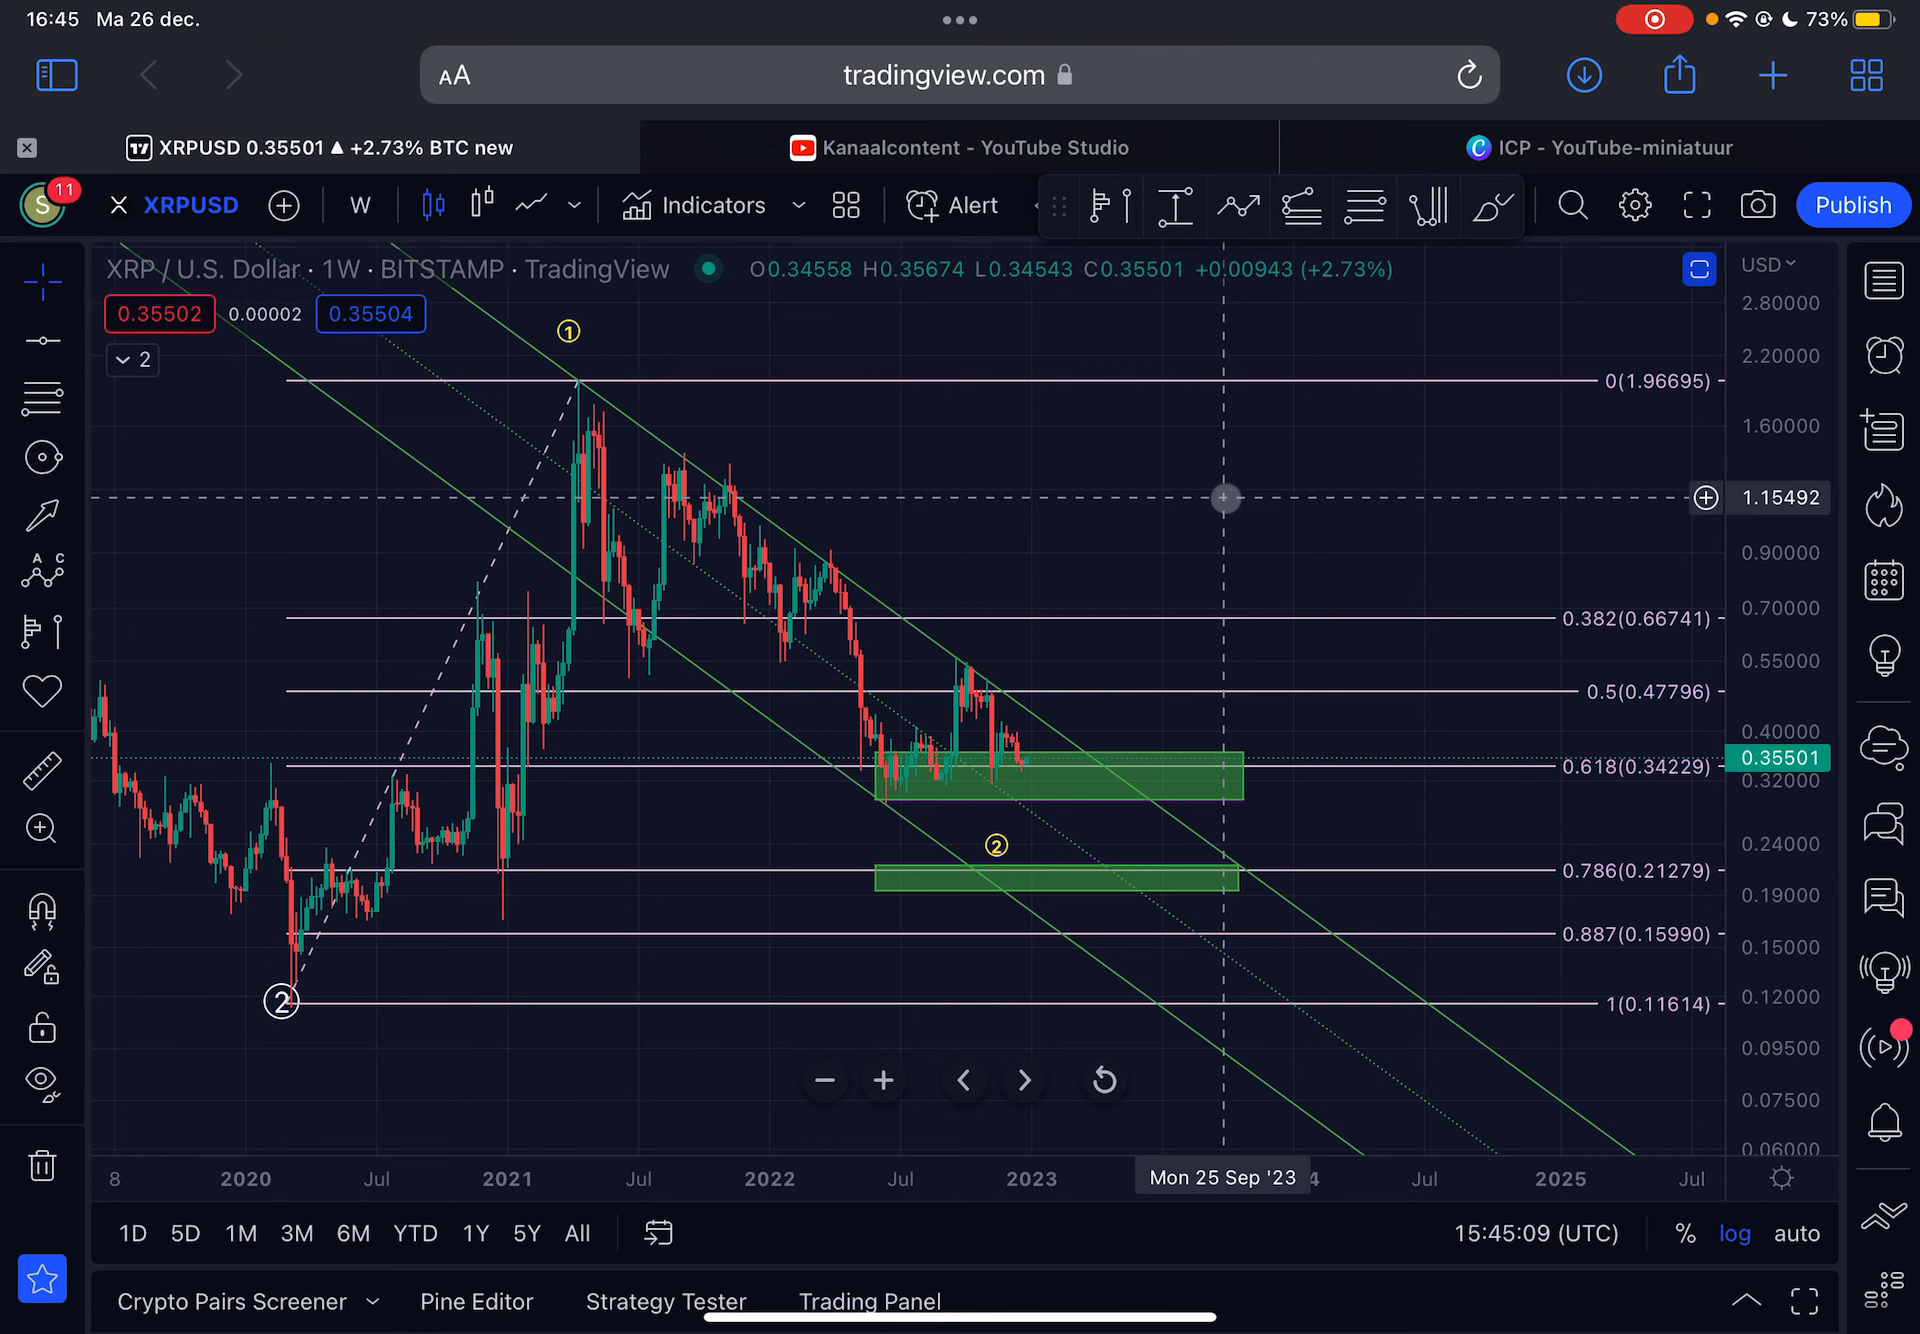 16:45 Ma 26 dec.
73%
AA
tradingview.com
XRPUSD 0.35501 ▲ +2.73% BTC new
Kanaalcontent - YouTube Studio
ICP - YouTube-miniatuur
S
11
XRPUSD
W
Indicators
Alert
Publish
XRP / U.S. Dollar · 1W · BITSTAMP · TradingView
O0.34558 H0.35674 L0.34543 C0.35501 +0.00943 (+2.73%)
USD
0.35502
0.00002
0.35504
2
①
②
②
0(1.96695)
0.382(0.66741)
0.5(0.47796)
0.618(0.34229)
0.786(0.21279)
0.887(0.15990)
1(0.11614)
2.80000
2.20000
1.60000
1.15492
0.90000
0.70000
0.55000
0.40000
0.35501
0.32000
0.24000
0.19000
0.15000
0.12000
0.09500
0.07500
0.06000
8 2020 Jul 2021 Jul 2022 Jul 2023 Mon 25 Sep '23 4 Jul 2025 Jul
1D 5D 1M 3M 6M YTD 1Y 5Y All
15:45:09 (UTC) % log auto
Crypto Pairs Screener Pine Editor Strategy Tester Trading Panel
A C